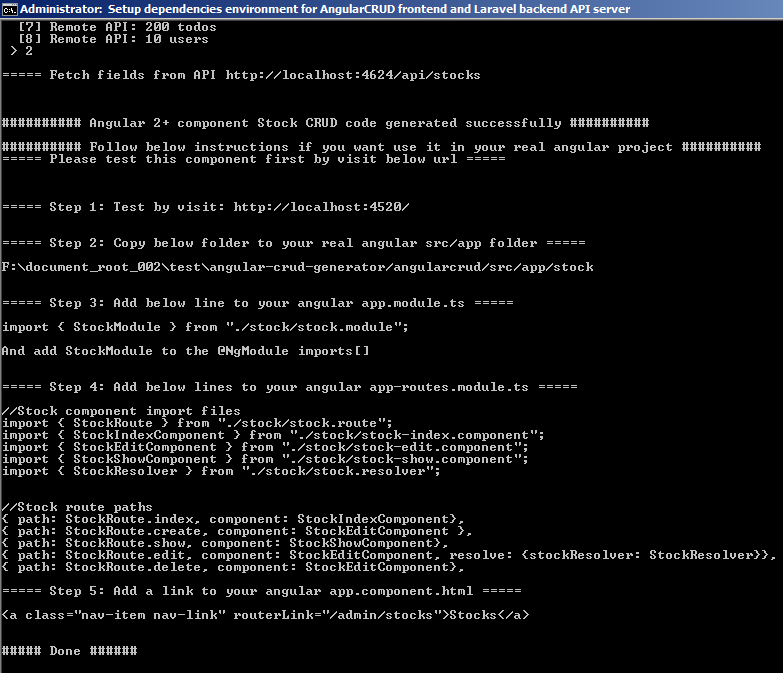 Administrator:  Setup dependencies environment for AngularCRUD frontend and Laravel backend API server
[7] Remote API: 200 todos
[8] Remote API: 10 users
> 2
===== Fetch fields from API http://localhost:4624/api/stocks
########## Angular 2+ component Stock CRUD code generated successfully ##########
########## Follow below instructions if you want use it in your real angular project ##########
===== Please test this component first by visit below url =====
===== Step 1: Test by visit: http://localhost:4520/
===== Step 2: Copy below folder to your real angular src/app folder =====
F:\document_root_002\test\angular-crud-generator/angularcrud/src/app/stock
===== Step 3: Add below line to your angular app.module.ts =====
import { StockModule } from "./stock/stock.module";
And add StockModule to the @NgModule imports[]
===== Step 4: Add below lines to your angular app-routes.module.ts =====
//Stock component import files
import { StockRoute } from "./stock/stock.route";
import { StockIndexComponent } from "./stock/stock-index.component";
import { StockEditComponent } from "./stock/stock-edit.component";
import { StockShowComponent } from "./stock/stock-show.component";
import { StockResolver } from "./stock/stock.resolver";
//Stock route paths
{ path: StockRoute.index, component: StockIndexComponent},
{ path: StockRoute.create, component: StockEditComponent },
{ path: StockRoute.show, component: StockShowComponent},
{ path: StockRoute.edit, component: StockEditComponent, resolve: {stockResolver: StockResolver}},
{ path: StockRoute.delete, component: StockEditComponent},
===== Step 5: Add a link to your angular app.component.html =====
<a class="nav-item nav-link" routerLink="/admin/stocks">Stocks</a>
##### Done ######